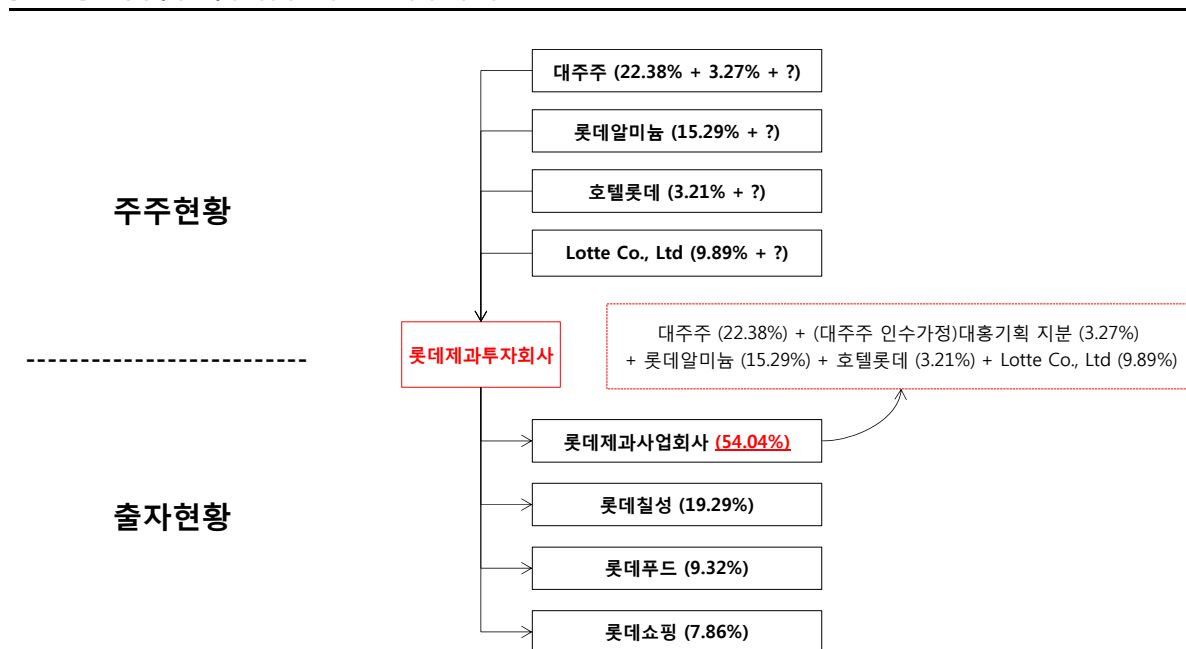 대주주 (22.38% + 3.27% + ?)
롯데알미늄 (15.29% + ?)
호텔롯데 (3.21% + ?)
주주현황
Lotte Co., Ltd (9.89% + ?)
롯데제과투자회사
대주주 (22.38%) + (대주주 인수가정)대홍기획 지분 (3.27%)
+ 롯데알미늄 (15.29%) + 호텔롯데 (3.21%) + Lotte Co., Ltd (9.89%)
롯데제과사업회사 (54.04%)
롯데칠성 (19.29%)
출자현황
롯데푸드 (9.32%)
롯데쇼핑 (7.86%)